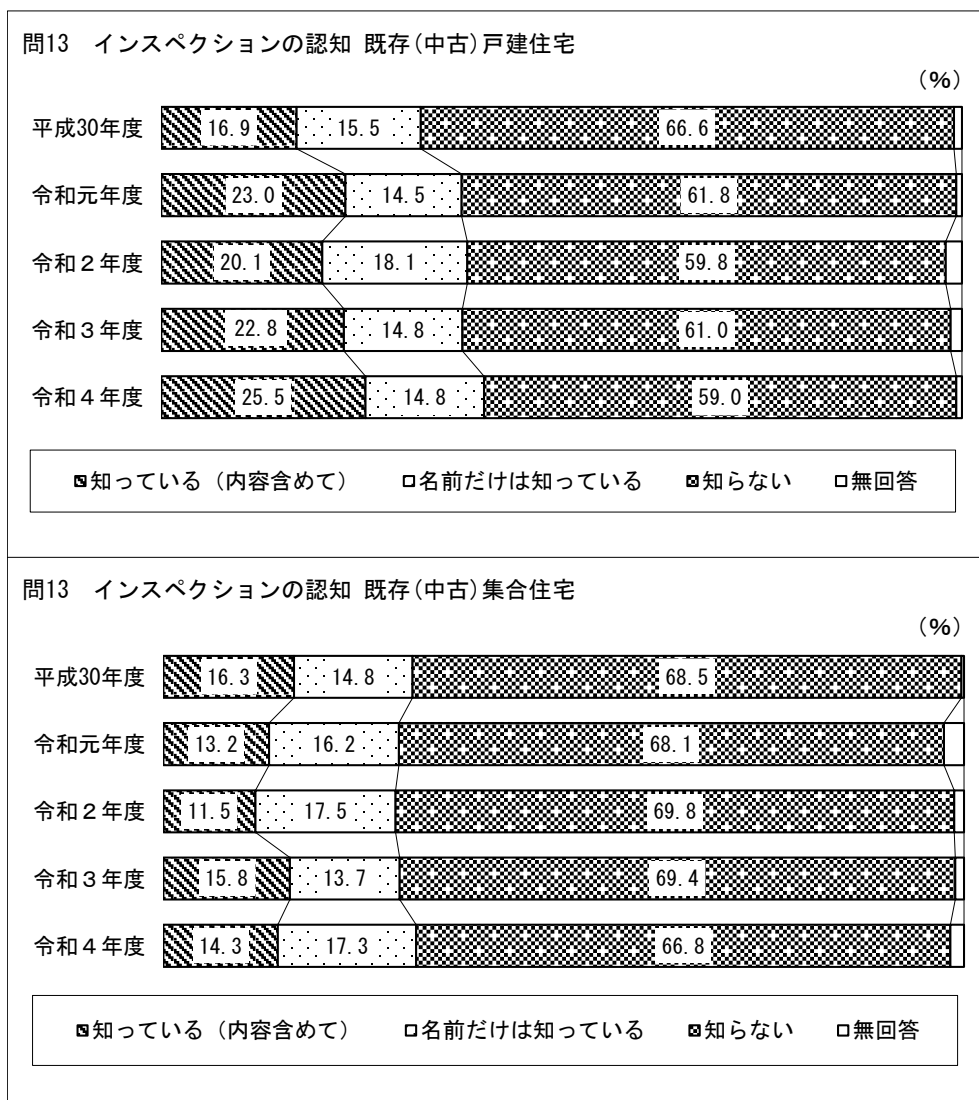 問13 インスペクションの認知 既存(中古)戸建住宅
(%)
平成30年度 16.9 15.5 66.6
令和元年度 23.0 14.5 61.8
令和２年度 20.1 18.1 59.8
令和３年度 22.8 14.8 61.0
令和４年度 25.5 14.8 59.0
知っている（内容含めて） 名前だけは知っている 知らない 無回答
問13 インスペクションの認知 既存(中古)集合住宅
(%)
平成30年度 16.3 14.8 68.5
令和元年度 13.2 16.2 68.1
令和２年度 11.5 17.5 69.8
令和３年度 15.8 13.7 69.4
令和４年度 14.3 17.3 66.8
知っている（内容含めて） 名前だけは知っている 知らない 無回答